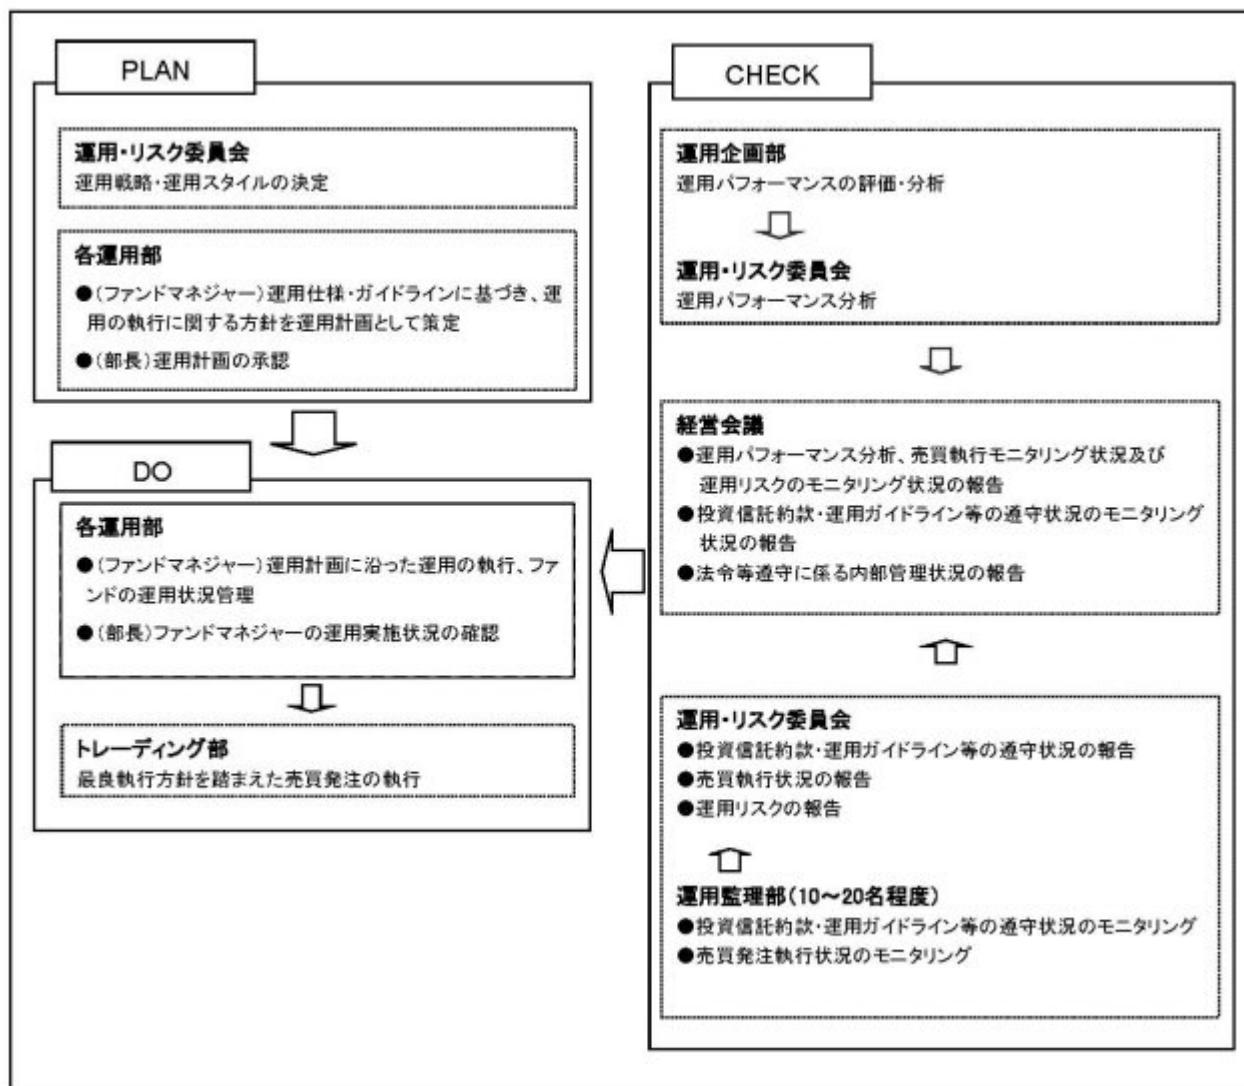 PLAN
運用・リスク委員会
運用戦略・運用スタイルの決定
各運用部
●(ファンドマネジャー)運用仕様・ガイドラインに基づき、運
用の執行に関する方針を運用計画として策定
●(部長)運用計画の承認
DO
各運用部
●(ファンドマネジャー)運用計画に沿った運用の執行、ファ
ンドの運用状況管理
●(部長)ファンドマネジャーの運用実施状況の確認
トレーディング部
最良執行方針を踏まえた売買発注の執行
CHECK
運用企画部
運用パフォーマンスの評価・分析
運用・リスク委員会
運用パフォーマンス分析
経営会議
●運用パフォーマンス分析、売買執行モニタリング状況及び
運用リスクのモニタリング状況の報告
●投資信託約款・運用ガイドライン等の遵守状況のモニタリング
状況の報告
●法令等遵守に係る内部管理状況の報告
運用・リスク委員会
●投資信託約款・運用ガイドライン等の遵守状況の報告
●売買執行状況の報告
●運用リスクの報告
運用監理部(10～20名程度)
●投資信託約款・運用ガイドライン等の遵守状況のモニタリング
●売買発注執行状況のモニタリング